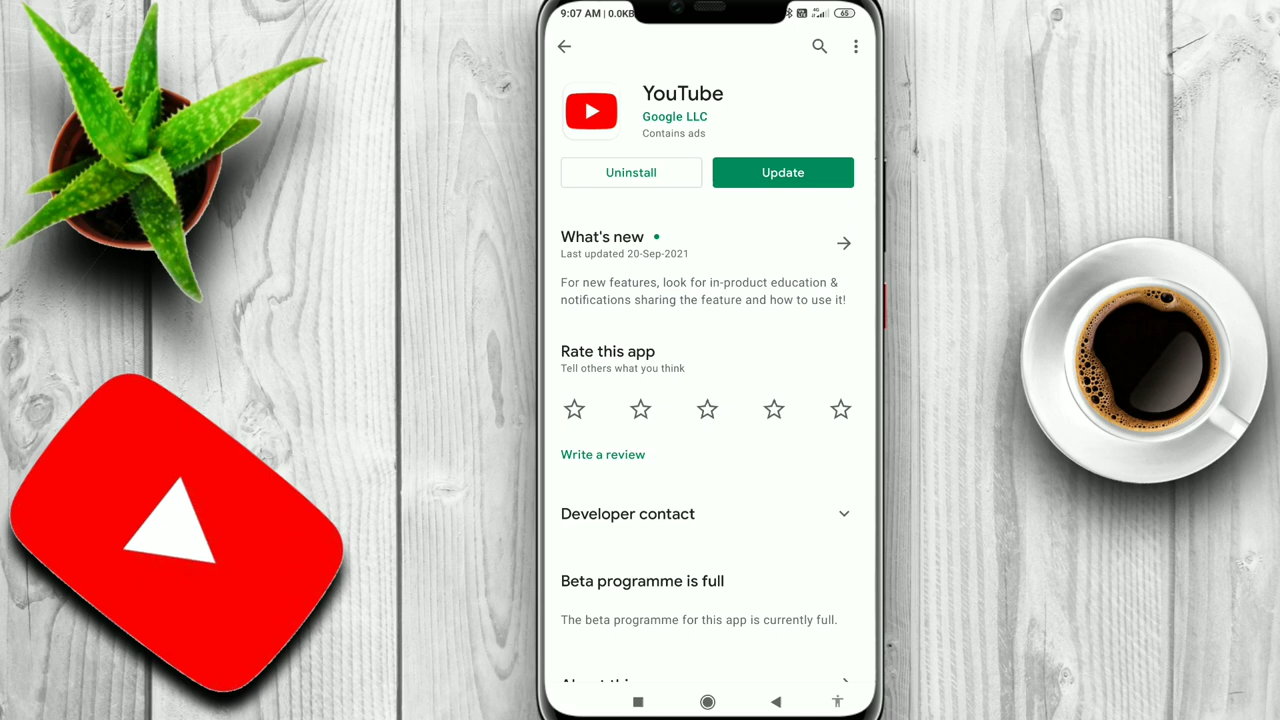 9:07 AM | 0.0KB
4G
65
YouTube
Google LLC
Contains ads
Uninstall
Update
What's new
Last updated 20-Sep-2021
For new features, look for in-product education &
notifications sharing the feature and how to use it!
Rate this app
Tell others what you think
Write a review
Developer contact
Beta programme is full
The beta programme for this app is currently full.